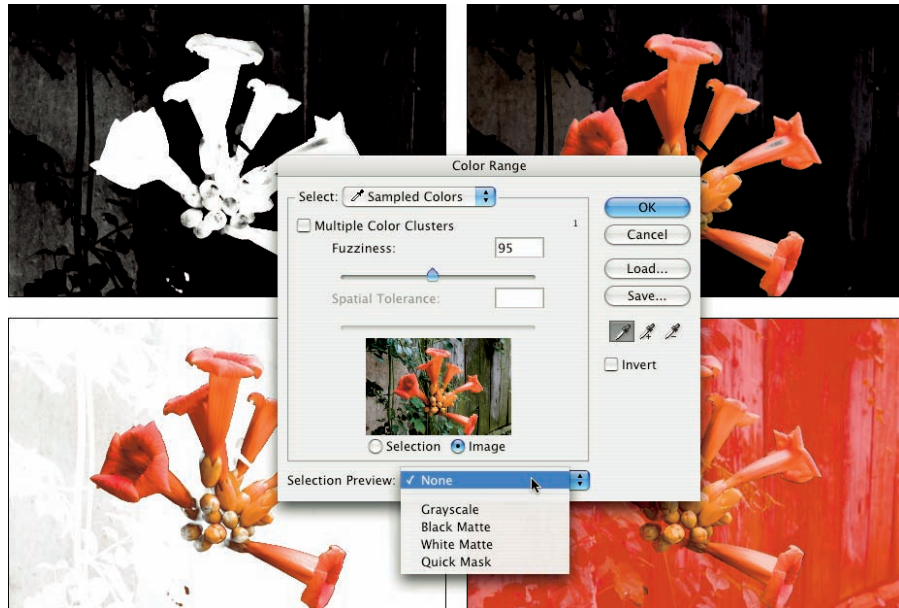 Color Range
Select: Sampled Colors
OK
Multiple Color Clusters
1
Cancel
Fuzziness: 95
Load...
Spatial Tolerance:
Save...
Invert
Selection Image
Selection Preview: ✓ None
Grayscale
Black Matte
White Matte
Quick Mask